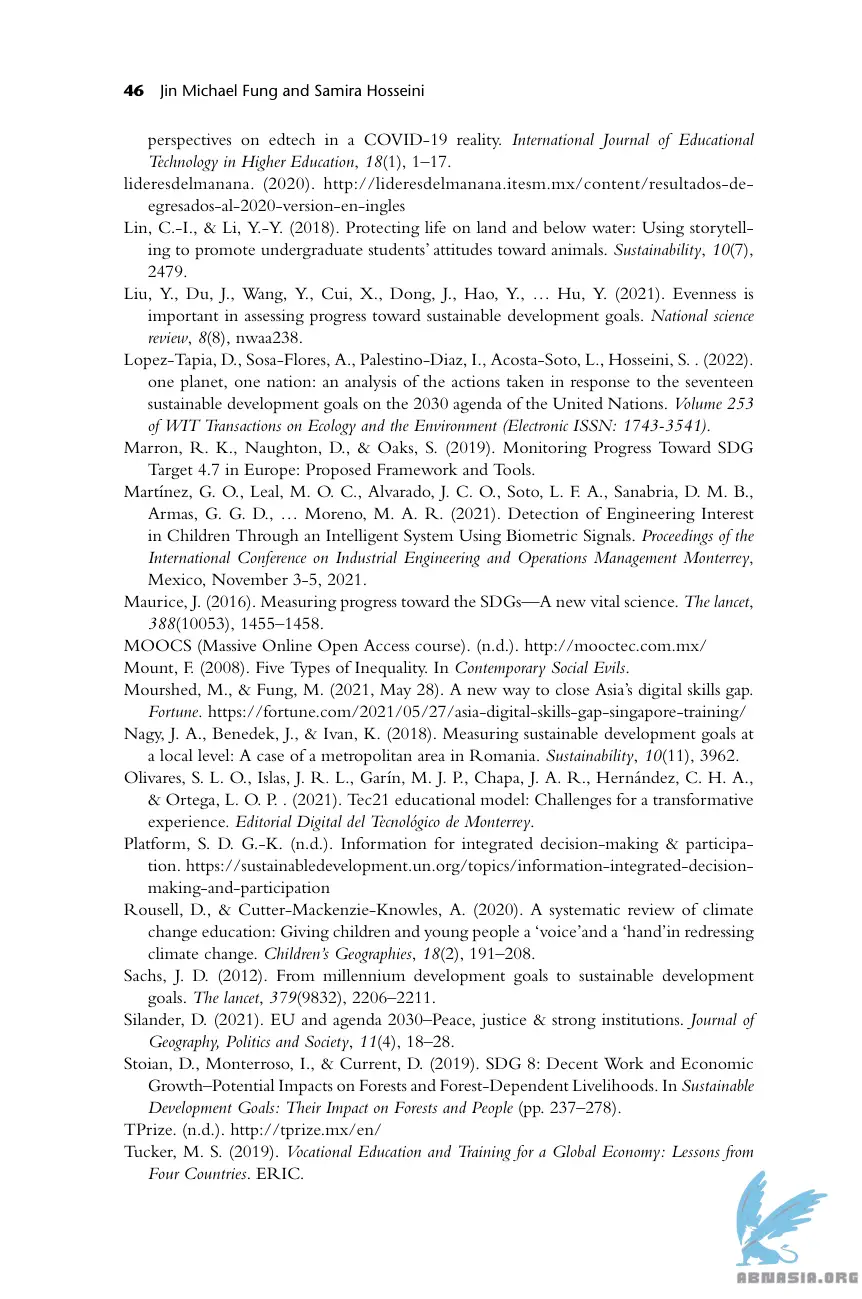 46 Jin Michael Fung and Samira Hosseini
perspectives on edtech in a COVID-19 reality. International Journal of Educational
Technology in Higher Education, 18(1), 1–17.
lideresdelmanana. (2020). http://lideresdelmanana.itesm.mx/content/resultados-de-
egresados-al-2020-version-en-ingles
Lin, C.-I., & Li, Y.-Y. (2018). Protecting life on land and below water: Using storytell-
ing to promote undergraduate students’ attitudes toward animals. Sustainability, 10(7),
2479.
Liu, Y., Du, J., Wang, Y., Cui, X., Dong, J., Hao, Y., … Hu, Y. (2021). Evenness is
important in assessing progress toward sustainable development goals. National science
review, 8(8), nwaa238.
Lopez-Tapia, D., Sosa-Flores, A., Palestino-Diaz, I., Acosta-Soto, L., Hosseini, S. . (2022).
one planet, one nation: an analysis of the actions taken in response to the seventeen
sustainable development goals on the 2030 agenda of the United Nations. Volume 253
of WIT Transactions on Ecology and the Environment (Electronic ISSN: 1743-3541).
Marron, R. K., Naughton, D., & Oaks, S. (2019). Monitoring Progress Toward SDG
Target 4.7 in Europe: Proposed Framework and Tools.
Martínez, G. O., Leal, M. O. C., Alvarado, J. C. O., Soto, L. F. A., Sanabria, D. M. B.,
Armas, G. G. D., … Moreno, M. A. R. (2021). Detection of Engineering Interest
in Children Through an Intelligent System Using Biometric Signals. Proceedings of the
International Conference on Industrial Engineering and Operations Management Monterrey,
Mexico, November 3-5, 2021.
Maurice, J. (2016). Measuring progress toward the SDGs—A new vital science. The lancet,
388(10053), 1455–1458.
MOOCS (Massive Online Open Access course). (n.d.). http://mooctec.com.mx/
Mount, F. (2008). Five Types of Inequality. In Contemporary Social Evils.
Mourshed, M., & Fung, M. (2021, May 28). A new way to close Asia’s digital skills gap.
Fortune. https://fortune.com/2021/05/27/asia-digital-skills-gap-singapore-training/
Nagy, J. A., Benedek, J., & Ivan, K. (2018). Measuring sustainable development goals at
a local level: A case of a metropolitan area in Romania. Sustainability, 10(11), 3962.
Olivares, S. L. O., Islas, J. R. L., Garín, M. J. P., Chapa, J. A. R., Hernández, C. H. A.,
& Ortega, L. O. P. . (2021). Tec21 educational model: Challenges for a transformative
experience. Editorial Digital del Tecnológico de Monterrey.
Platform, S. D. G.-K. (n.d.). Information for integrated decision-making & participa-
tion. https://sustainabledevelopment.un.org/topics/information-integrated-decision-
making-and-participation
Rousell, D., & Cutter-Mackenzie-Knowles, A. (2020). A systematic review of climate
change education: Giving children and young people a ‘voice’and a ‘hand’in redressing
climate change. Children’s Geographies, 18(2), 191–208.
Sachs, J. D. (2012). From millennium development goals to sustainable development
goals. The lancet, 379(9832), 2206–2211.
Silander, D. (2021). EU and agenda 2030–Peace, justice & strong institutions. Journal of
Geography, Politics and Society, 11(4), 18–28.
Stoian, D., Monterroso, I., & Current, D. (2019). SDG 8: Decent Work and Economic
Growth–Potential Impacts on Forests and Forest-Dependent Livelihoods. In Sustainable
Development Goals: Their Impact on Forests and People (pp. 237–278).
TPrize. (n.d.). http://tprize.mx/en/
Tucker, M. S. (2019). Vocational Education and Training for a Global Economy: Lessons from
Four Countries. ERIC.
ABNASIA.ORG